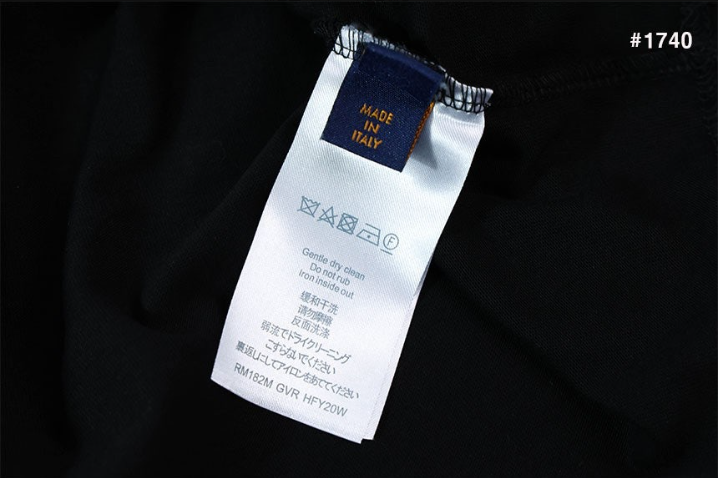 #1740
MADE
IN
ITALY
F
Gentle dry clean
Do not rub
iron inside out
缓和干洗
请勿摩擦
反面洗涤
弱流でドライクリーニング
こすらないでください
裏返しにしてアイロンをあててください
RM182M GVR HFY20W